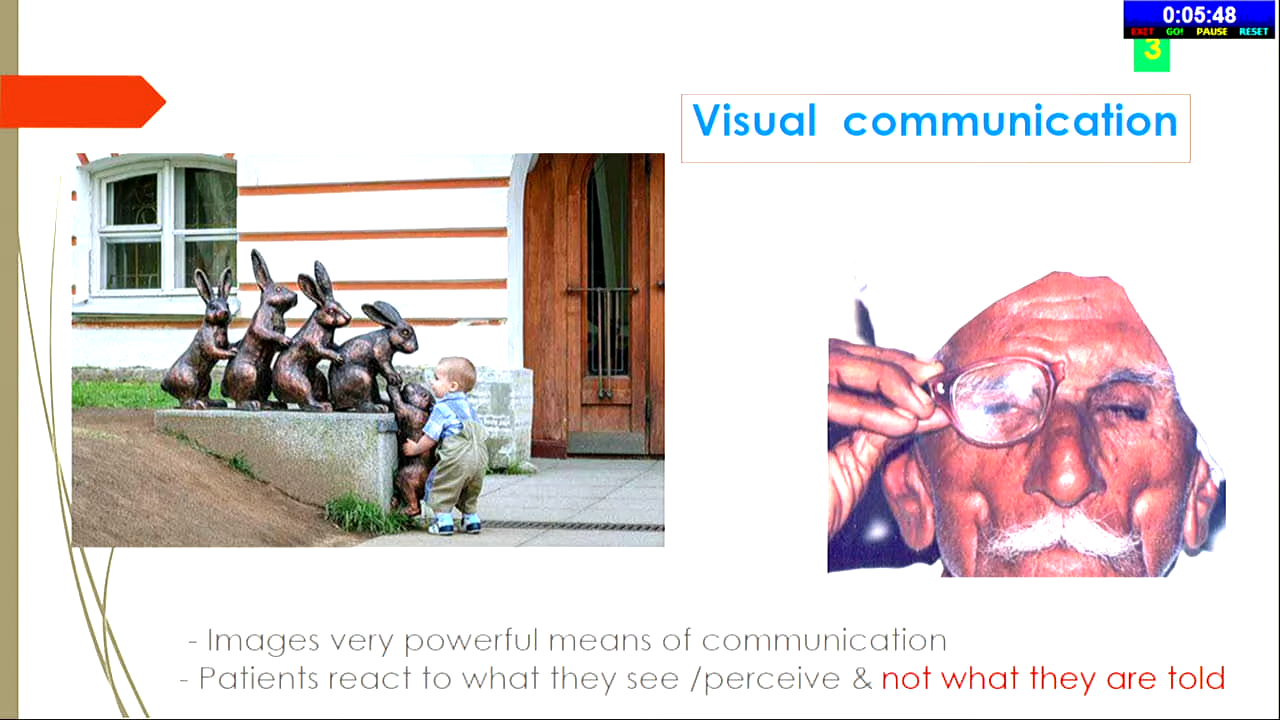 0:05:48
EXIT GO! PAUSE RESET
3
Visual communication
- Images very powerful means of communication
- Patients react to what they see /perceive & not what they are told